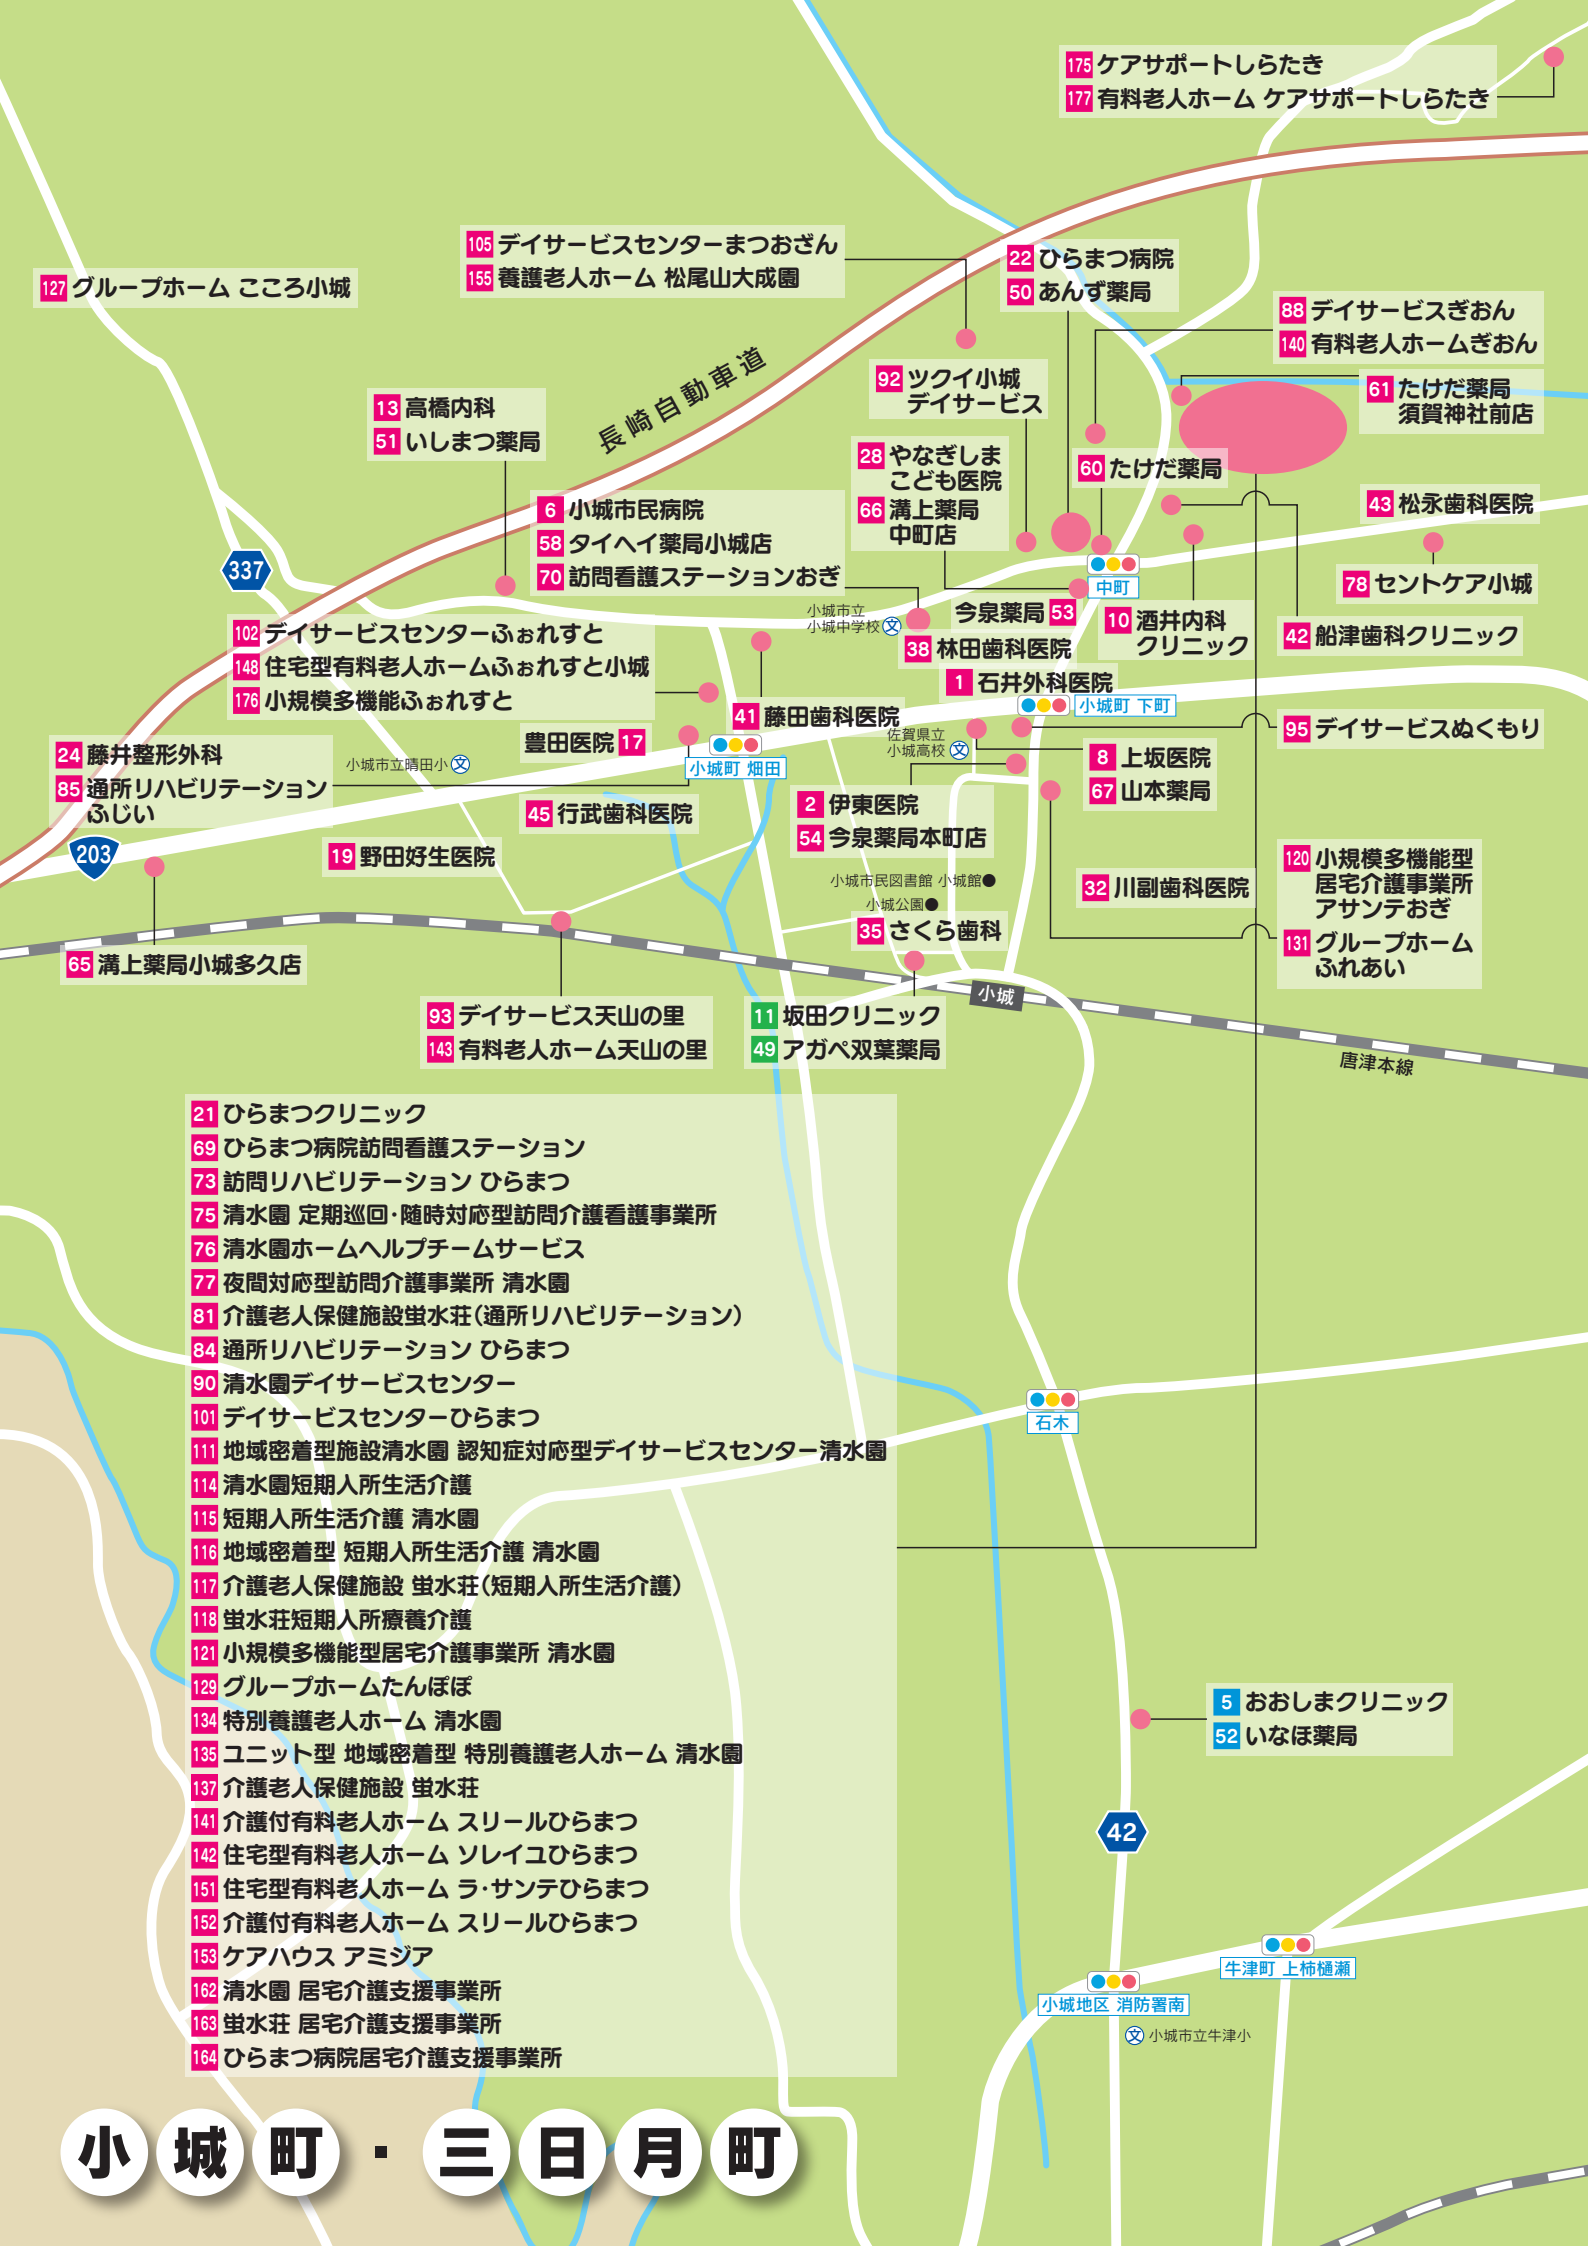 175 ケアサポートしらたき
177 有料老人ホーム ケアサポートしらたき
105 デイサービスセンターまつおざん
155 養護老人ホーム 松尾山大成園
22 ひらまつ病院
50 あんず薬局
127 グループホーム こころ小城
88 デイサービスぎおん
140 有料老人ホームぎおん
長崎自動車道
92 ツクイ小城
デイサービス
61 たけだ薬局
須賀神社前店
13 高橋内科
51 いしまつ薬局
28 やなぎしま
こども医院
66 溝上薬局
中町店
60 たけだ薬局
43 松永歯科医院
6 小城市民病院
58 タイヘイ薬局小城店
70 訪問看護ステーションおぎ
337
中町
78 セントケア小城
小城市立
小城中学校 文
今泉薬局 53
10 酒井内科
クリニック
42 船津歯科クリニック
102 デイサービスセンターふぉれすと
148 住宅型有料老人ホームふぉれすと小城
176 小規模多機能ふぉれすと
38 林田歯科医院
1 石井外科医院
小城町 下町
41 藤田歯科医院
95 デイサービスぬくもり
豊田医院 17
佐賀県立
小城高校 文
24 藤井整形外科
85 通所リハビリテーション
ふじい
小城市立晴田小 文
小城町 畑田
8 上坂医院
67 山本薬局
45 行武歯科医院
2 伊東医院
54 今泉薬局本町店
203
19 野田好生医院
小城市民図書館 小城館●
小城公園●
32 川副歯科医院
120 小規模多機能型
居宅介護事業所
アサンテおぎ
131 グループホーム
ふれあい
35 さくら歯科
65 溝上薬局小城多久店
小城
93 デイサービス天山の里
143 有料老人ホーム天山の里
11 坂田クリニック
49 アガペ双葉薬局
唐津本線
21 ひらまつクリニック
69 ひらまつ病院訪問看護ステーション
73 訪問リハビリテーション ひらまつ
75 清水園 定期巡回・随時対応型訪問介護看護事業所
76 清水園ホームヘルプチームサービス
77 夜間対応型訪問介護事業所 清水園
81 介護老人保健施設蛍水荘（通所リハビリテーション）
84 通所リハビリテーション ひらまつ
90 清水園デイサービスセンター
101 デイサービスセンターひらまつ
111 地域密着型施設清水園 認知症対応型デイサービスセンター清水園
114 清水園短期入所生活介護
115 短期入所生活介護 清水園
116 地域密着型 短期入所生活介護 清水園
117 介護老人保健施設 蛍水荘（短期入所生活介護）
118 蛍水荘短期入所療養介護
121 小規模多機能型居宅介護事業所 清水園
129 グループホームたんぽぽ
134 特別養護老人ホーム 清水園
135 ユニット型 地域密着型 特別養護老人ホーム 清水園
137 介護老人保健施設 蛍水荘
141 介護付有料老人ホーム スリールひらまつ
142 住宅型有料老人ホーム ソレイユひらまつ
151 住宅型有料老人ホーム ラ・サンテひらまつ
152 介護付有料老人ホーム スリールひらまつ
153 ケアハウス アミジア
162 清水園 居宅介護支援事業所
163 蛍水荘 居宅介護支援事業所
164 ひらまつ病院居宅介護支援事業所
石木
5 おおしまクリニック
52 いなほ薬局
42
牛津町 上柿樋瀬
小城地区 消防署南
文 小城市立牛津小
小城町・三日月町